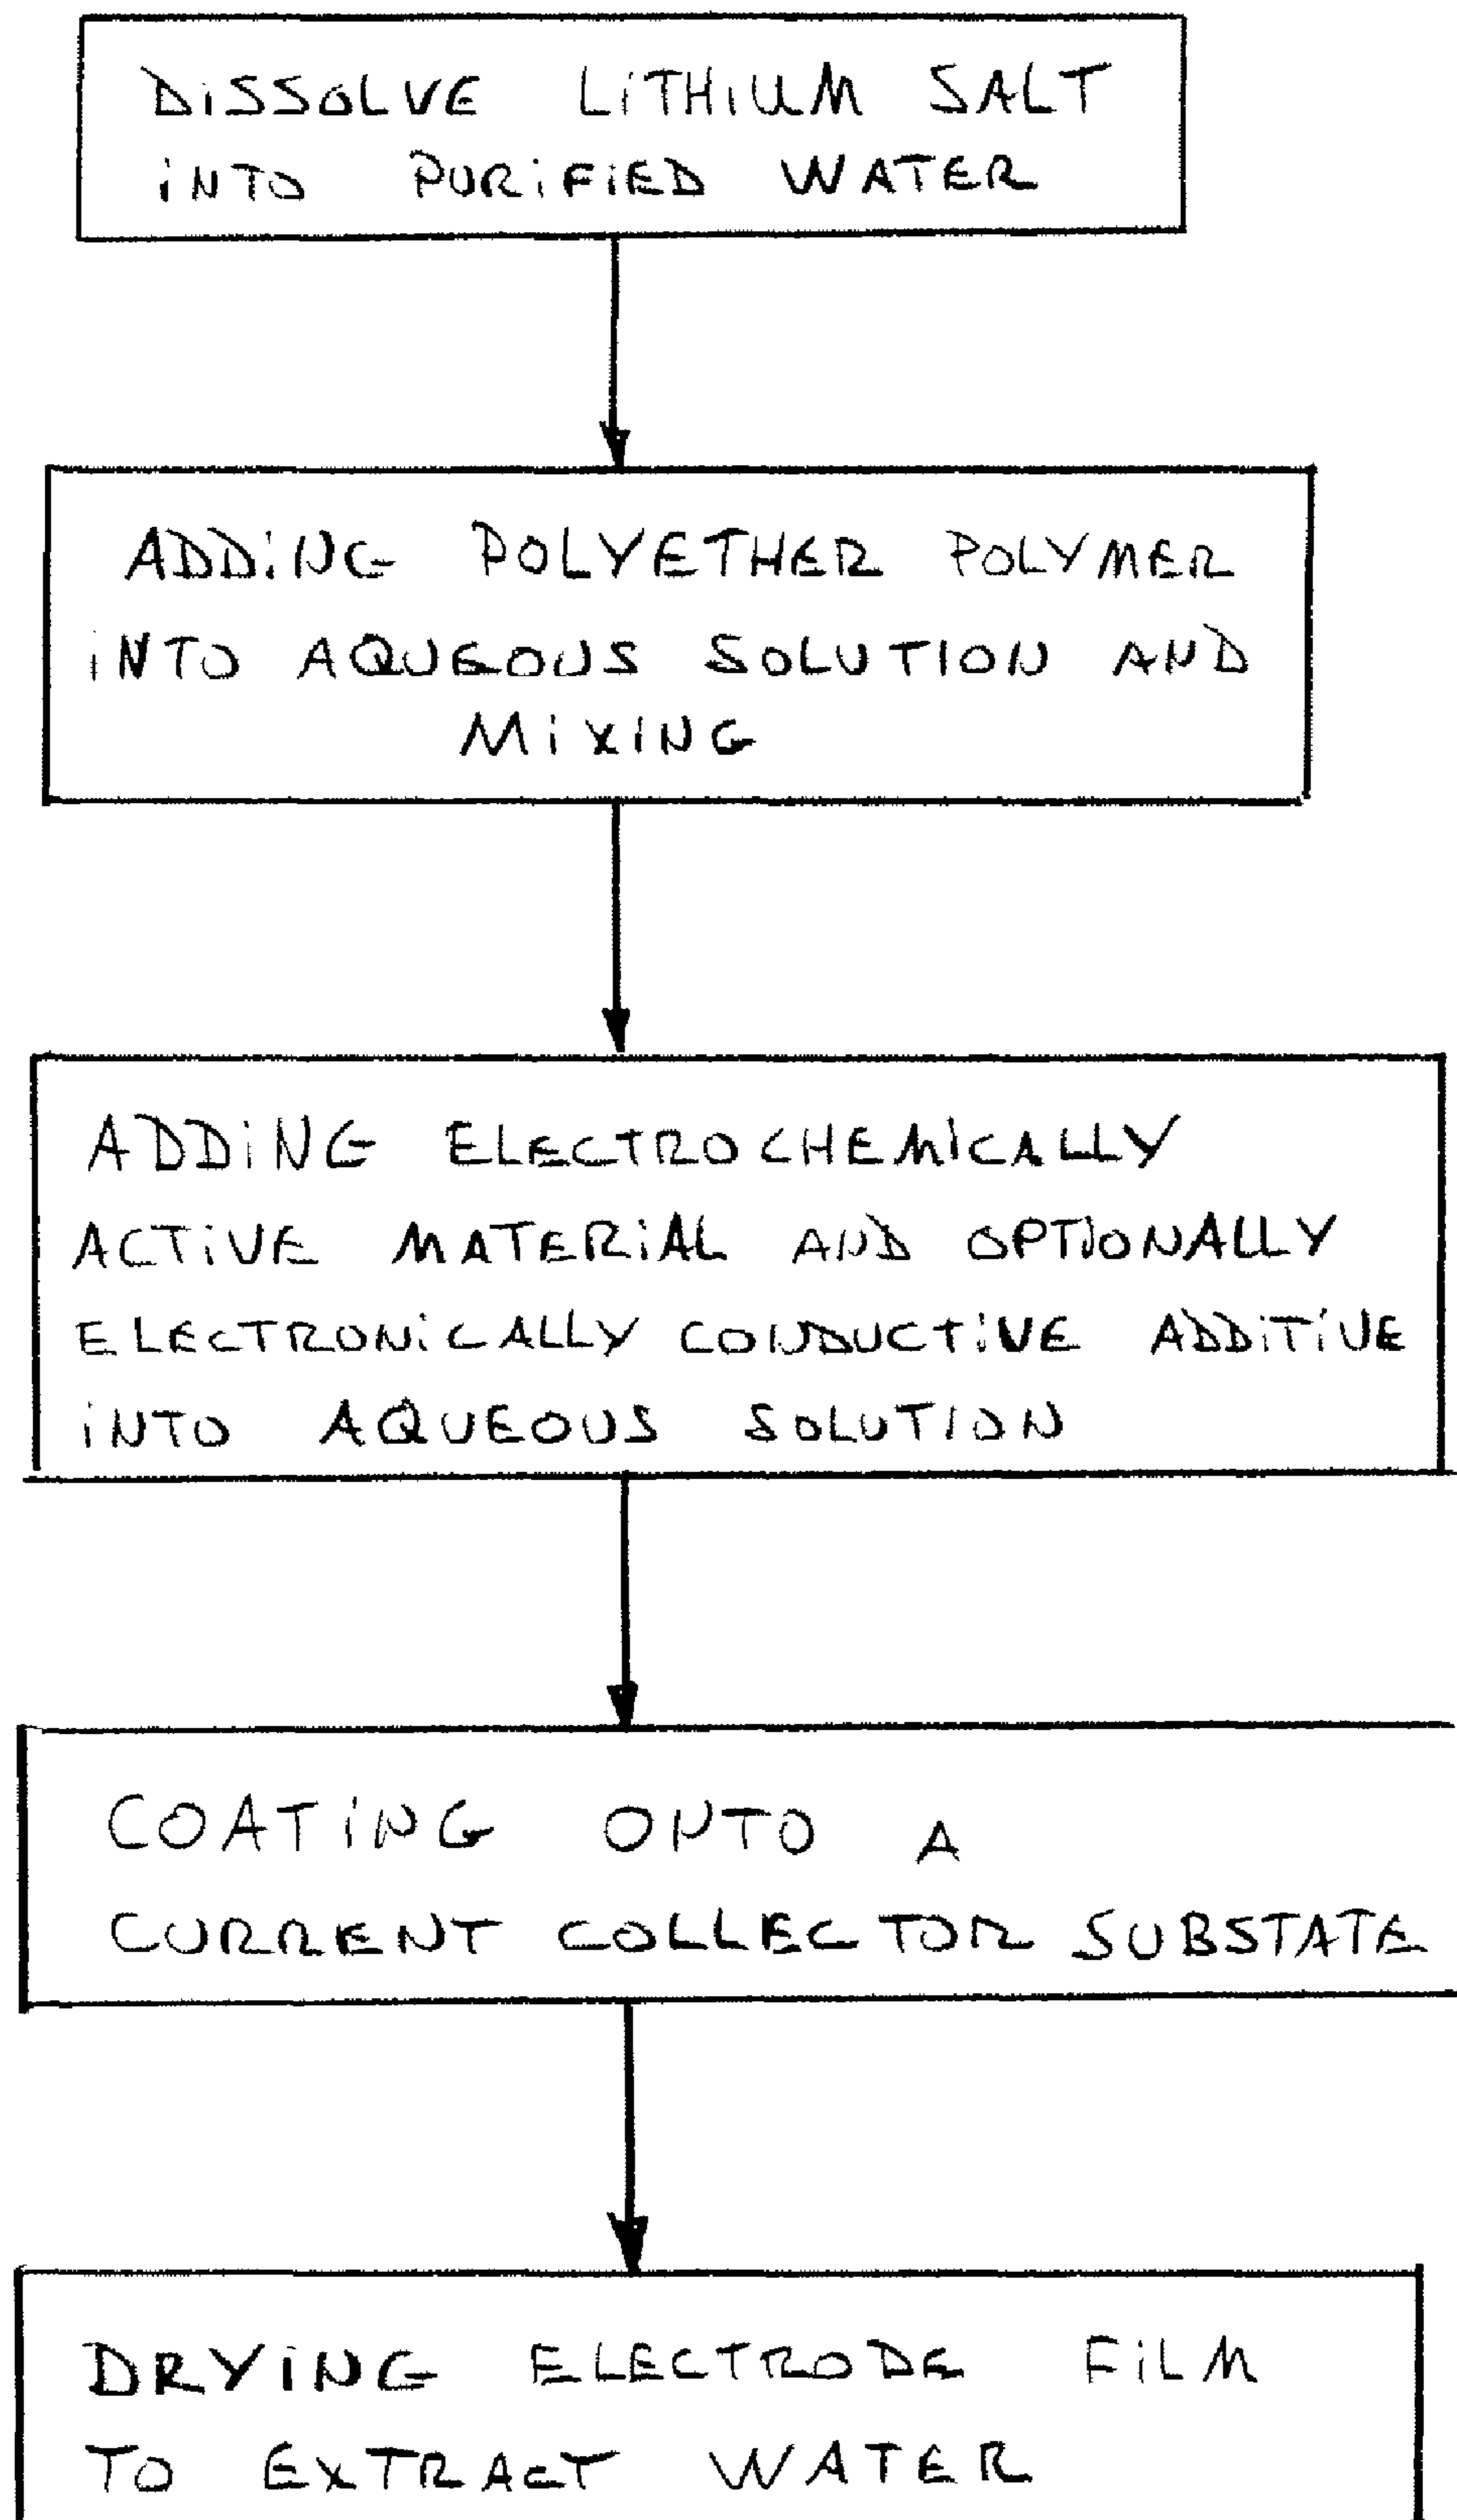 DISSOLVE LITHIUM SALT
INTO PURIFIED WATER
ADDING POLYETHER POLYMER
INTO AQUEOUS SOLUTION AND
MIXING
ADDING ELECTROCHEMICALLY
ACTIVE MATERIAL AND OPTIONALLY
ELECTRONICALLY CONDUCTIVE ADDITIVE
INTO AQUEOUS SOLUTION
COATING ONTO A
CURRENT COLLECTOR SUBSTATE
DRYING ELECTRODE FILM
TO EXTRACT WATER